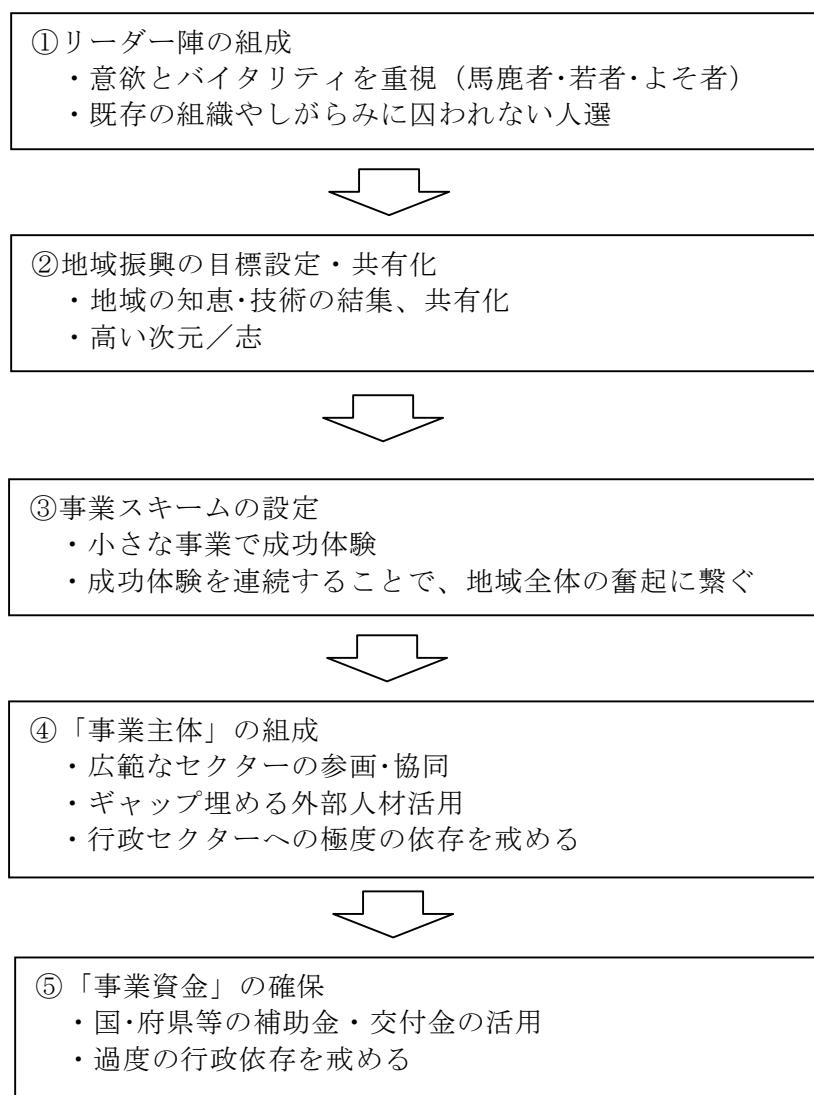 ①リーダー陣の組成
・意欲とバイタリティを重視（馬鹿者･若者･よそ者）
・既存の組織やしがらみに囚われない人選
②地域振興の目標設定・共有化
・地域の知恵･技術の結集、共有化
・高い次元／志
③事業スキームの設定
・小さな事業で成功体験
・成功体験を連続することで、地域全体の奮起に繋ぐ
④「事業主体」の組成
・広範なセクターの参画･協同
・ギャップ埋める外部人材活用
・行政セクターへの極度の依存を戒める
⑤「事業資金」の確保
・国･府県等の補助金・交付金の活用
・過度の行政依存を戒める